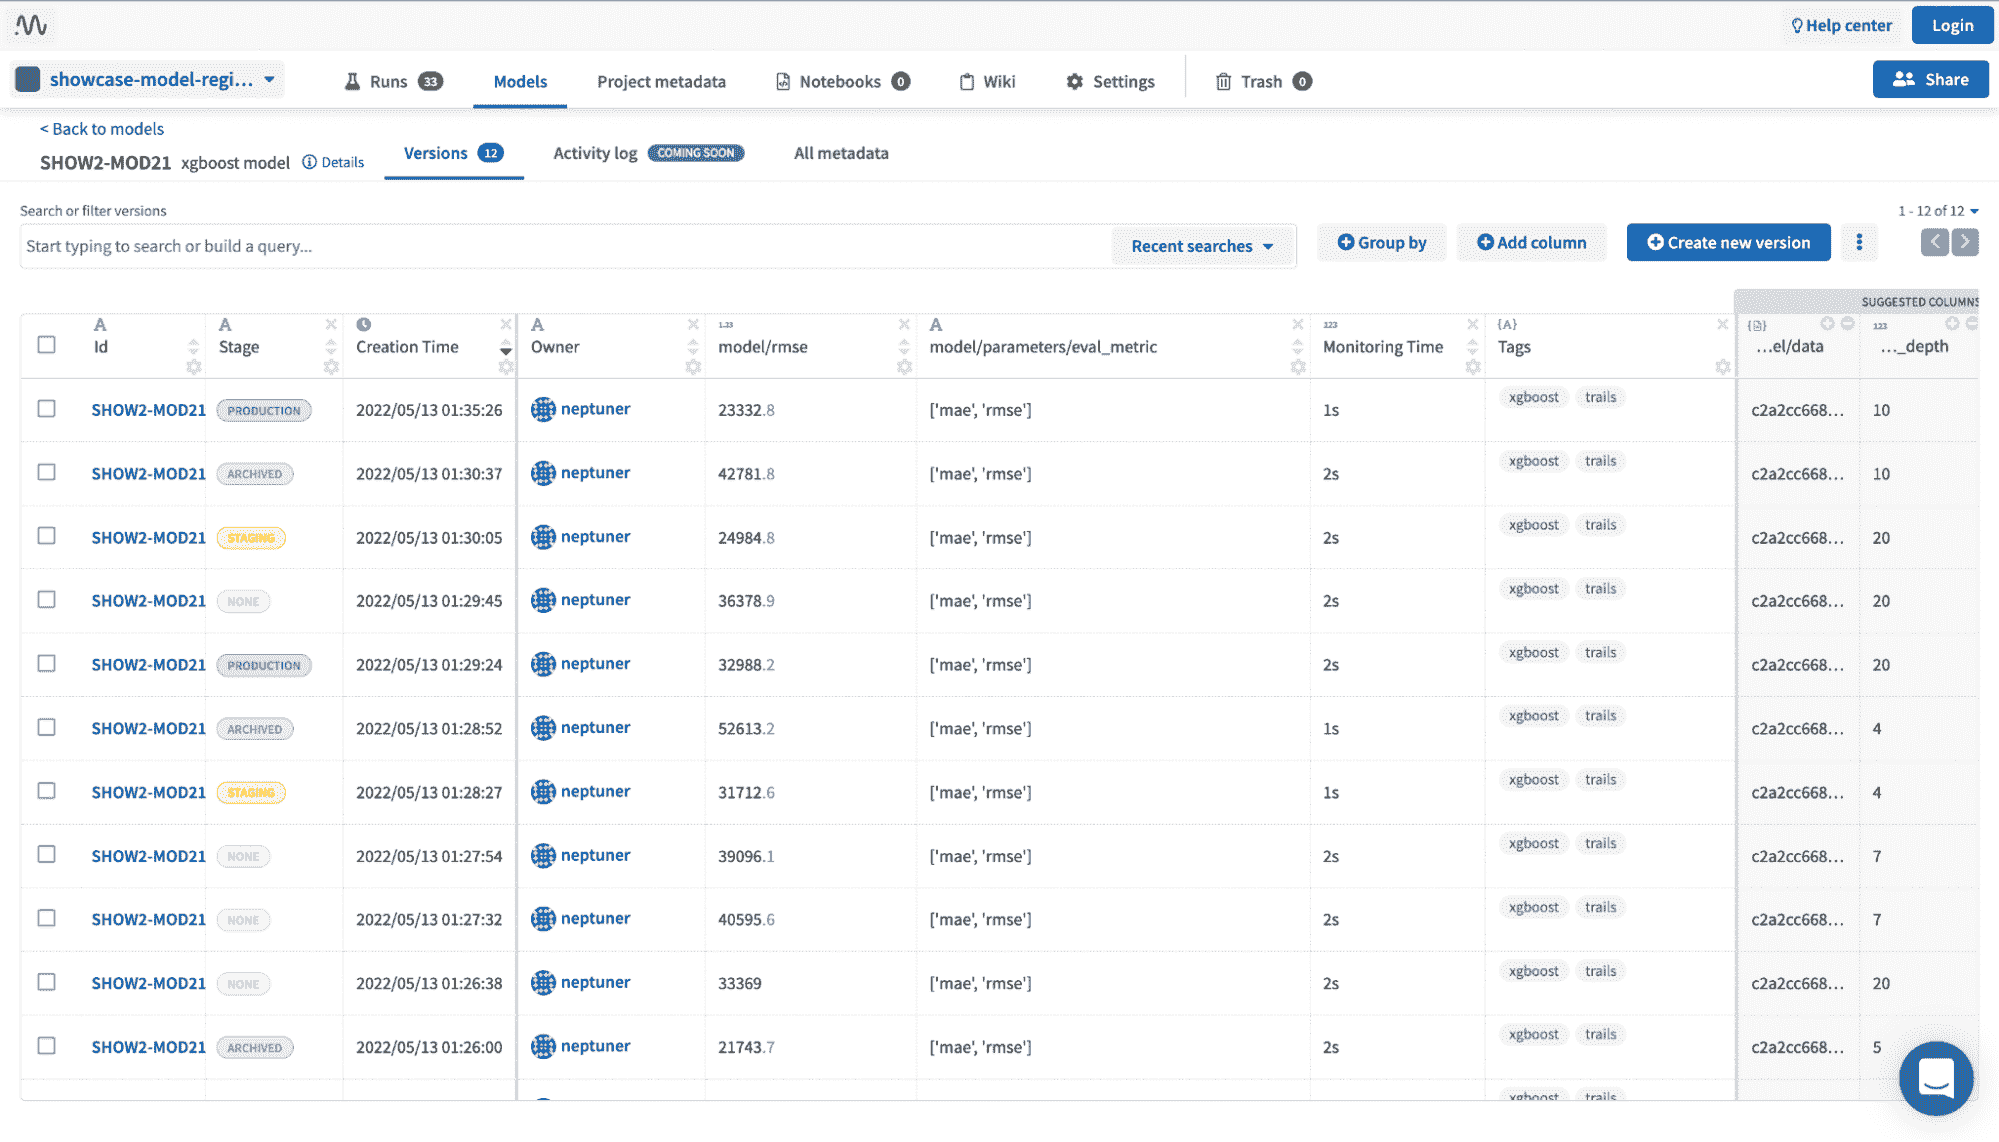 Help center Login
showcase-model-regi... Runs 33 Models Project metadata Notebooks 0 Wiki Settings Trash 0 Share
< Back to models
SHOW2-MOD21 xgboost model Details Versions 12 Activity log COMING SOON All metadata
Search or filter versions 1 - 12 of 12
Start typing to search or build a query... Recent searches Group by Add column Create new version
SUGGESTED COLUMNS
A A A 1.23 A 123 {A} 123
Id Stage Creation Time Owner model/rmse model/parameters/eval_metric Monitoring Time Tags ...el/data ..._depth
SHOW2-MOD21 PRODUCTION 2022/05/13 01:35:26 neptuner 23332.8 ['mae', 'rmse'] 1s xgboost trails c2a2cc668... 10
SHOW2-MOD21 ARCHIVED 2022/05/13 01:30:37 neptuner 42781.8 ['mae', 'rmse'] 2s xgboost trails c2a2cc668... 10
SHOW2-MOD21 STAGING 2022/05/13 01:30:05 neptuner 24984.8 ['mae', 'rmse'] 2s xgboost trails c2a2cc668... 20
SHOW2-MOD21 NONE 2022/05/13 01:29:45 neptuner 36378.9 ['mae', 'rmse'] 2s xgboost trails c2a2cc668... 20
SHOW2-MOD21 PRODUCTION 2022/05/13 01:29:24 neptuner 32988.2 ['mae', 'rmse'] 2s xgboost trails c2a2cc668... 20
SHOW2-MOD21 ARCHIVED 2022/05/13 01:28:52 neptuner 52613.2 ['mae', 'rmse'] 1s xgboost trails c2a2cc668... 4
SHOW2-MOD21 STAGING 2022/05/13 01:28:27 neptuner 31712.6 ['mae', 'rmse'] 1s xgboost trails c2a2cc668... 4
SHOW2-MOD21 NONE 2022/05/13 01:27:54 neptuner 39096.1 ['mae', 'rmse'] 2s xgboost trails c2a2cc668... 7
SHOW2-MOD21 NONE 2022/05/13 01:27:32 neptuner 40595.6 ['mae', 'rmse'] 2s xgboost trails c2a2cc668... 7
SHOW2-MOD21 NONE 2022/05/13 01:26:38 neptuner 33369 ['mae', 'rmse'] 2s xgboost trails c2a2cc668... 20
SHOW2-MOD21 ARCHIVED 2022/05/13 01:26:00 neptuner 21743.7 ['mae', 'rmse'] 2s xgboost trails c2a2cc668... 5
xgboost trails